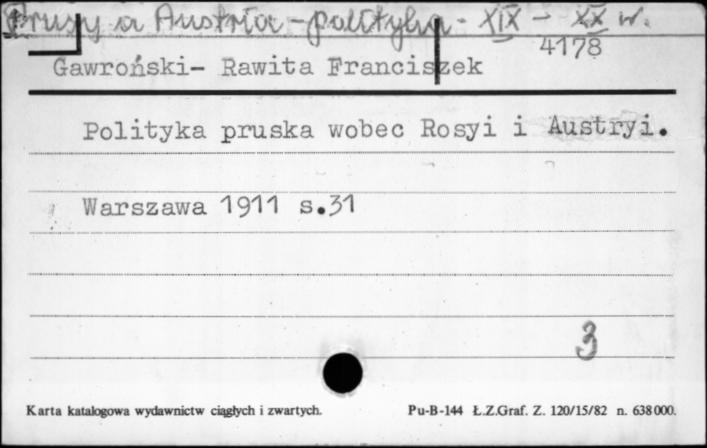 Prusy a Austria - polityka - XIX - XX w.
4178
Gawroński- Rawita Franciszek
Polityka pruska wobec Rosyi i Austryi.
Warszawa 1911 s.31
3
Karta katalogowa wydawnictw ciągłych i zwartych. Pu-B-144 Ł.Z.Graf. Z. 120/15/82 n. 638000.